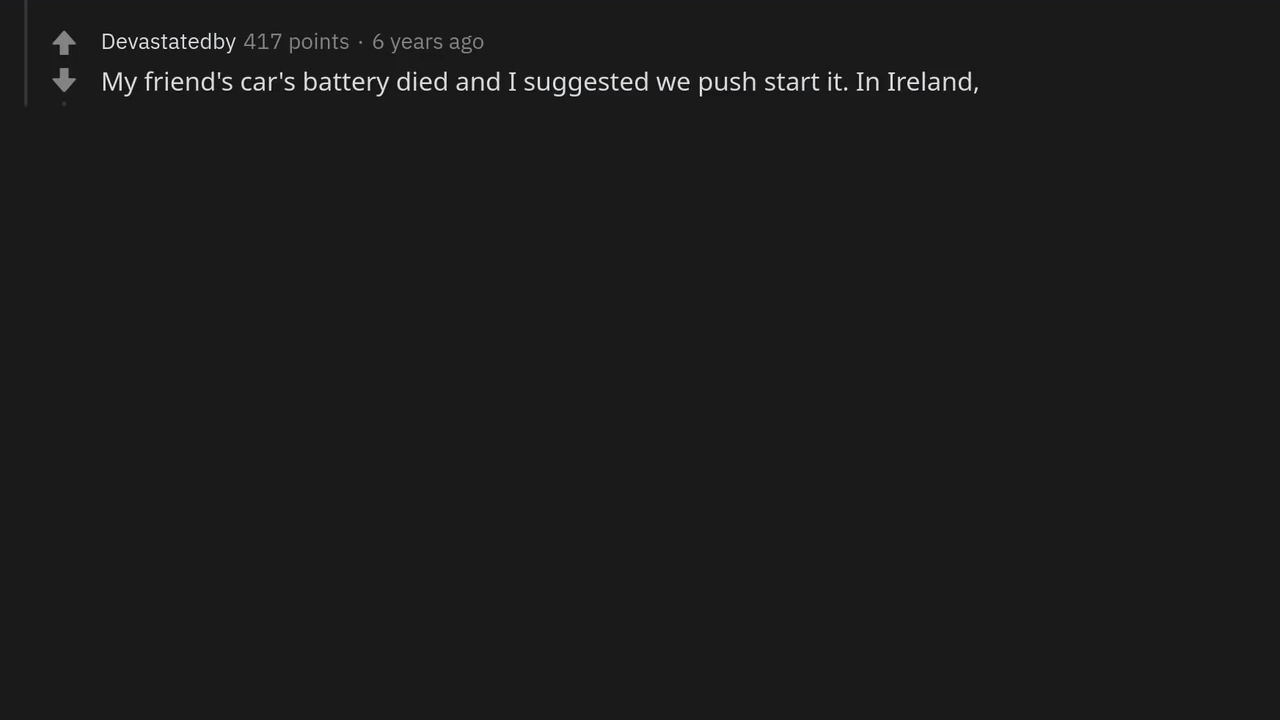 Devastatedby 417 points · 6 years ago
My friend's car's battery died and I suggested we push start it. In Ireland,